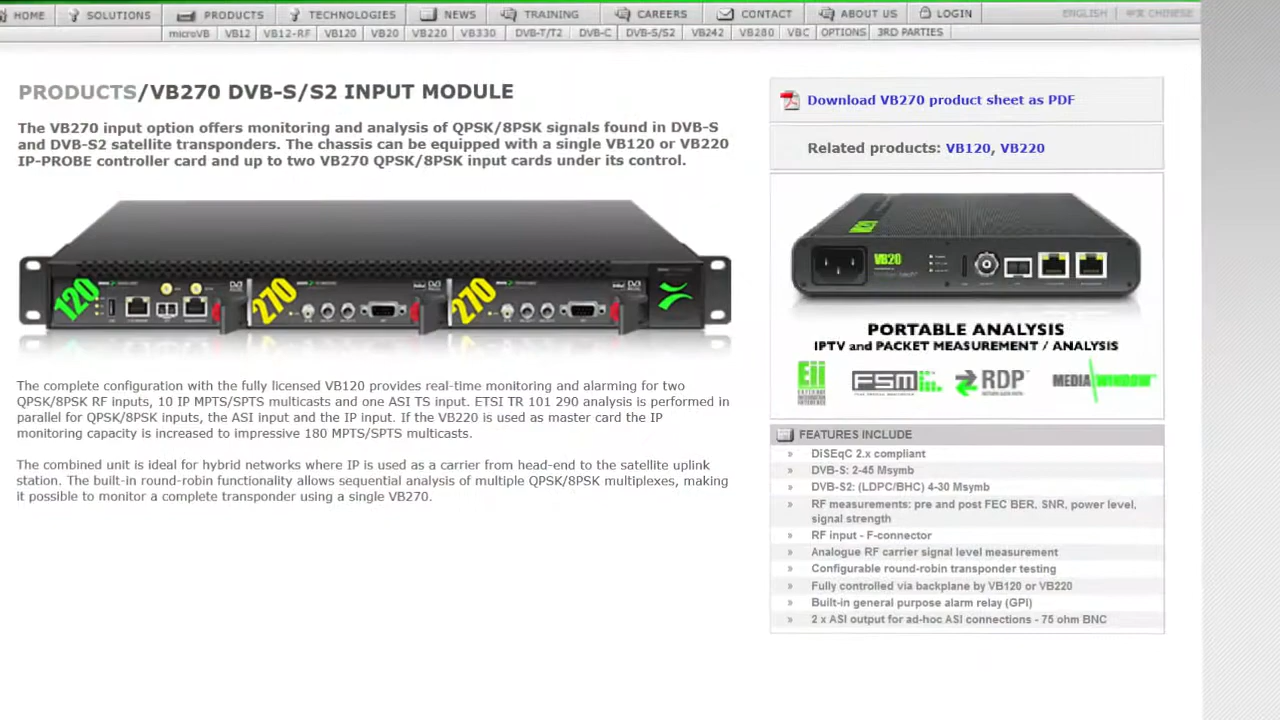 HOME SOLUTIONS PRODUCTS TECHNOLOGIES NEWS TRAINING CAREERS CONTACT ABOUT US LOGIN ENGLISH 中文 CHINESE
microVB VB12 VB12-RF VB120 VB20 VB220 VB330 DVB-T/T2 DVB-C DVB-S/S2 VB242 VB280 VBC OPTIONS 3RD PARTIES
PRODUCTS/VB270 DVB-S/S2 INPUT MODULE
The VB270 input option offers monitoring and analysis of QPSK/8PSK signals found in DVB-S
and DVB-S2 satellite transponders. The chassis can be equipped with a single VB120 or VB220
IP-PROBE controller card and up to two VB270 QPSK/8PSK input cards under its control.
120 270 270
The complete configuration with the fully licensed VB120 provides real-time monitoring and alarming for two
QPSK/8PSK RF inputs, 10 IP MPTS/SPTS multicasts and one ASI TS input. ETSI TR 101 290 analysis is performed in
parallel for QPSK/8PSK inputs, the ASI input and the IP input. If the VB220 is used as master card the IP
monitoring capacity is increased to impressive 180 MPTS/SPTS multicasts.
The combined unit is ideal for hybrid networks where IP is used as a carrier from head-end to the satellite uplink
station. The built-in round-robin functionality allows sequential analysis of multiple QPSK/8PSK multiplexes, making
it possible to monitor a complete transponder using a single VB270.
Download VB270 product sheet as PDF
Related products: VB120, VB220
VB20
PORTABLE ANALYSIS
IPTV and PACKET MEASUREMENT / ANALYSIS
Eii FSM RDP MEDIA WINDOW
FEATURES INCLUDE
» DiSEqC 2.x compliant
» DVB-S: 2-45 Msymb
» DVB-S2: (LDPC/BHC) 4-30 Msymb
» RF measurements: pre and post FEC BER, SNR, power level,
signal strength
» RF input - F-connector
» Analogue RF carrier signal level measurement
» Configurable round-robin transponder testing
» Fully controlled via backplane by VB120 or VB220
» Built-in general purpose alarm relay (GPI)
» 2 x ASI output for ad-hoc ASI connections - 75 ohm BNC